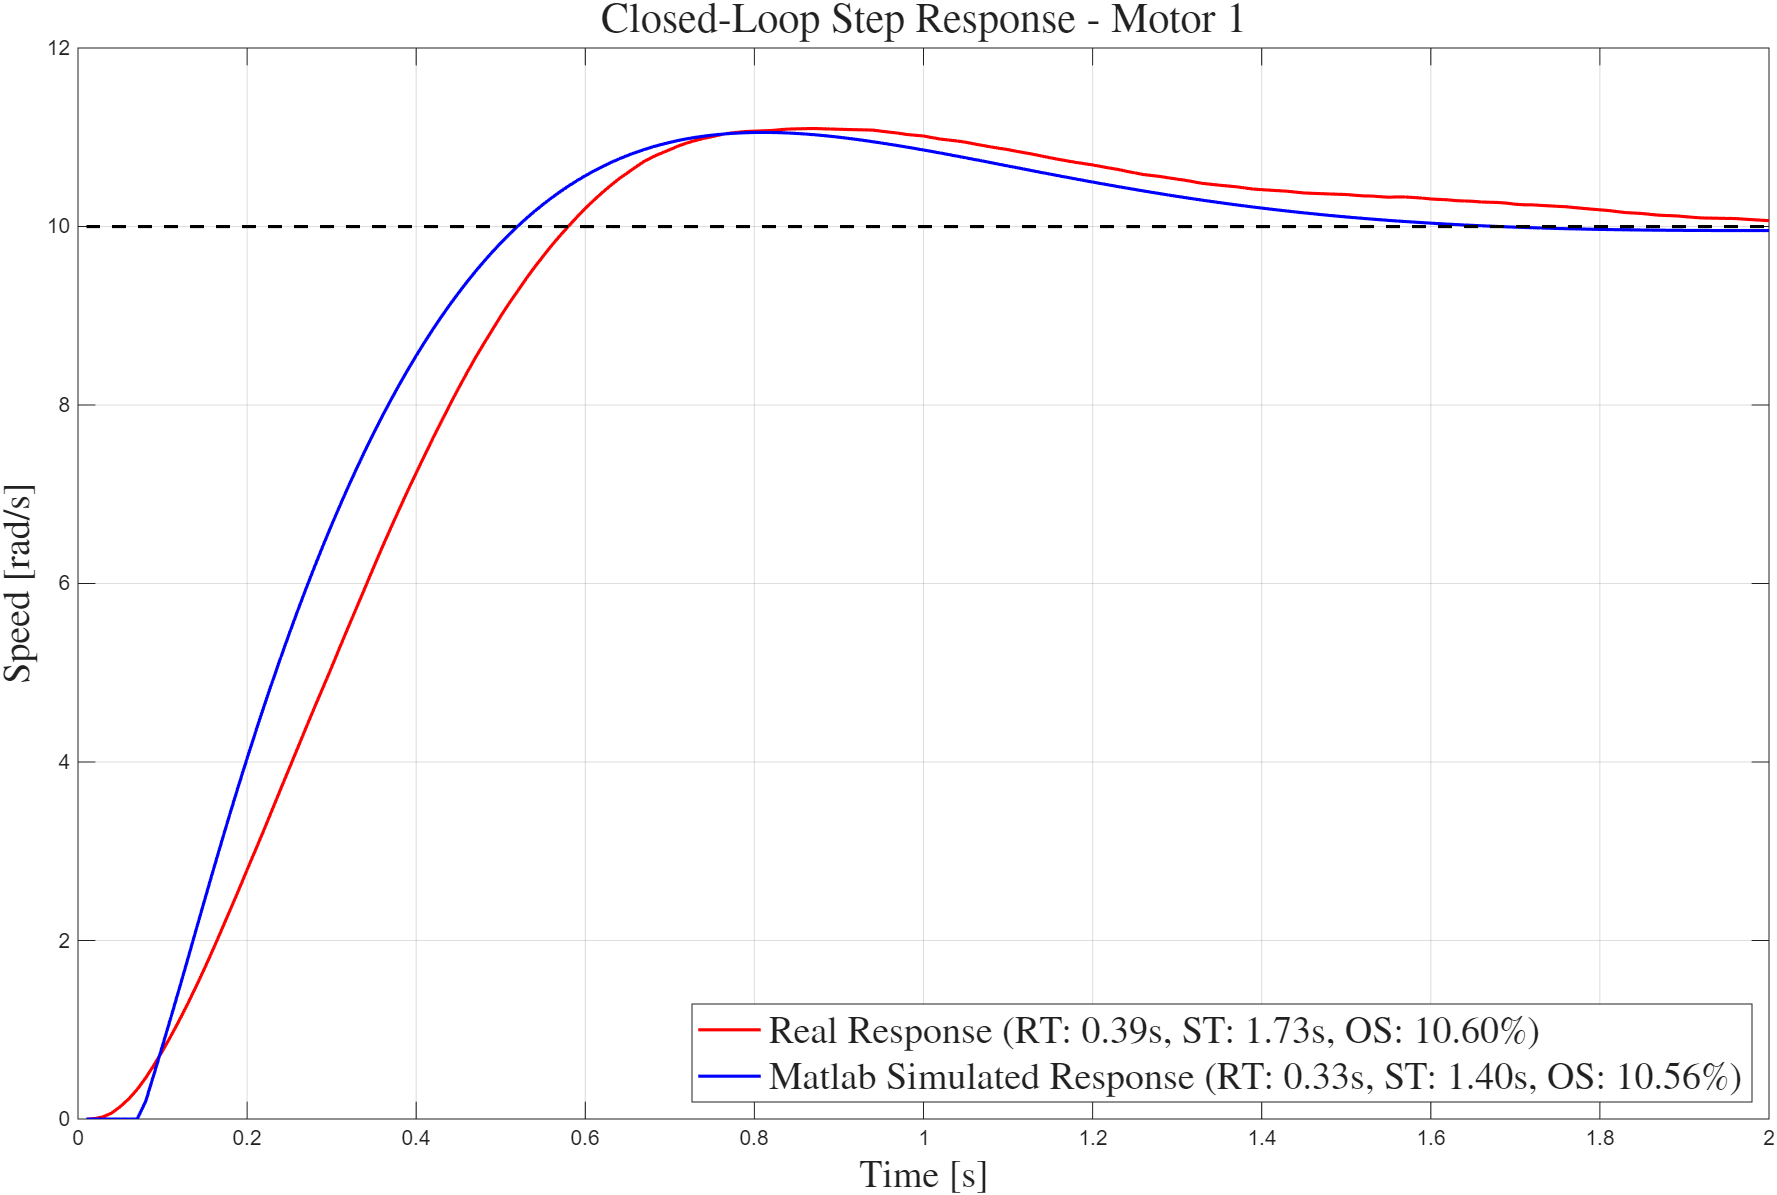 Closed-Loop Step Response - Motor 1
12
10
8
6
4
2
0
Speed [rad/s]
0 0.2 0.4 0.6 0.8 1 1.2 1.4 1.6 1.8 2
Time [s]
Real Response (RT: 0.39s, ST: 1.73s, OS: 10.60%)
Matlab Simulated Response (RT: 0.33s, ST: 1.40s, OS: 10.56%)